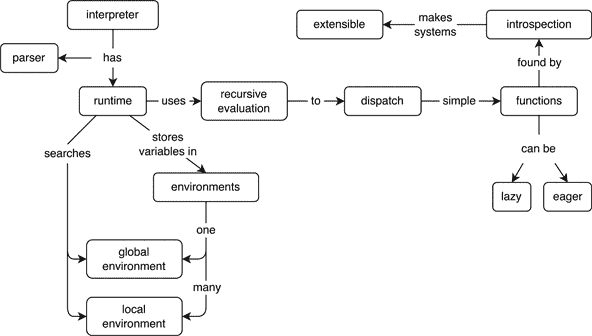 interpreter
extensible
makes
systems
introspection
parser
has
found by
runtime
uses
recursive
evaluation
to
dispatch
simple
functions
searches
stores
variables in
can be
environments
lazy
eager
one
global
environment
many
local
environment